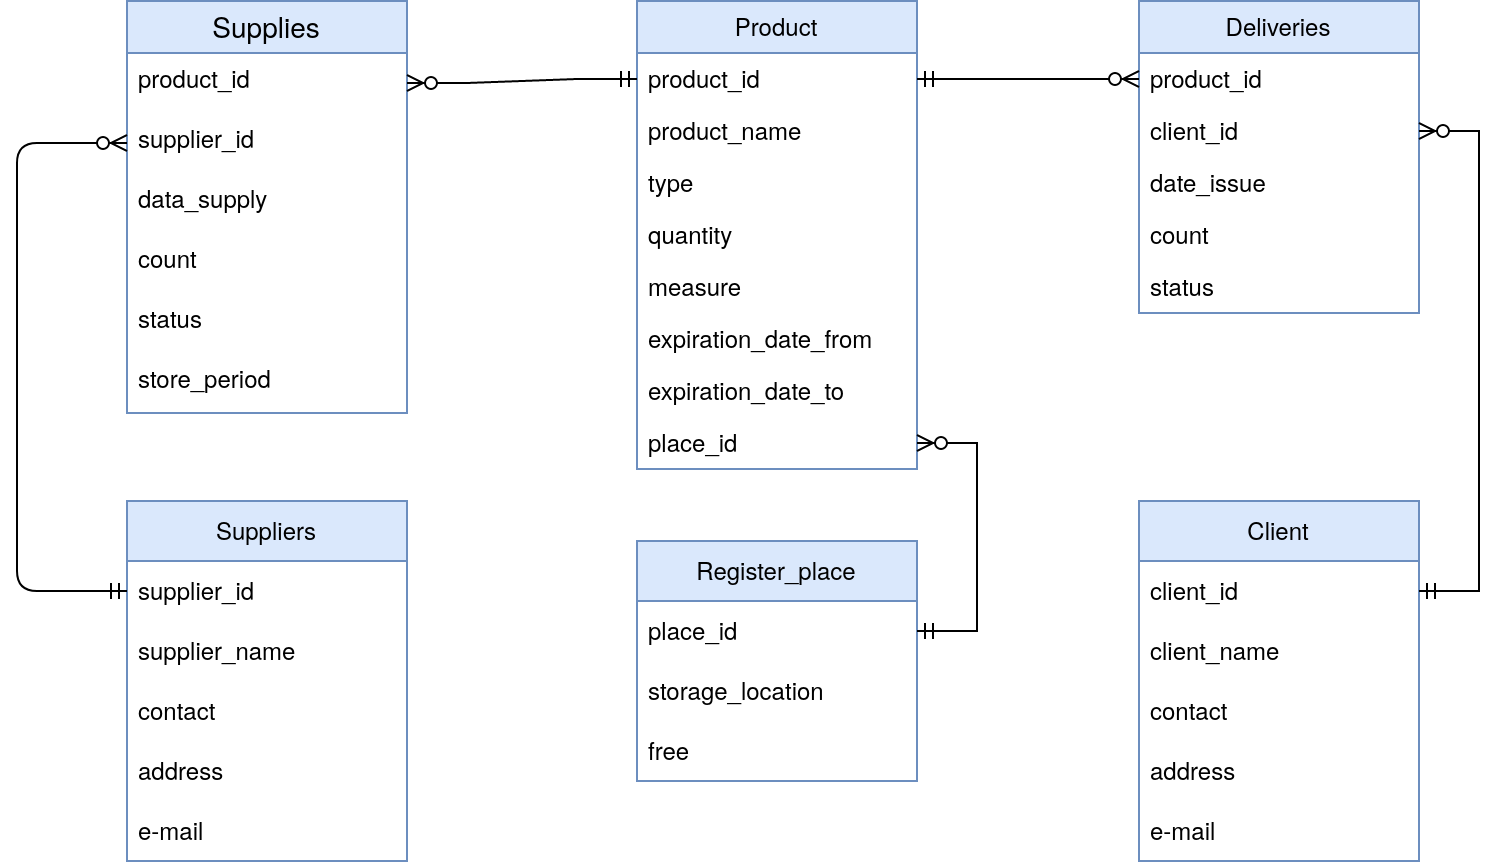 Supplies
product_id
supplier_id
data_supply
count
status
store_period
Product
product_id
product_name
type
quantity
measure
expiration_date_from
expiration_date_to
place_id
Deliveries
product_id
client_id
date_issue
count
status
Suppliers
supplier_id
supplier_name
contact
address
e-mail
Register_place
place_id
storage_location
free
Client
client_id
client_name
contact
address
e-mail